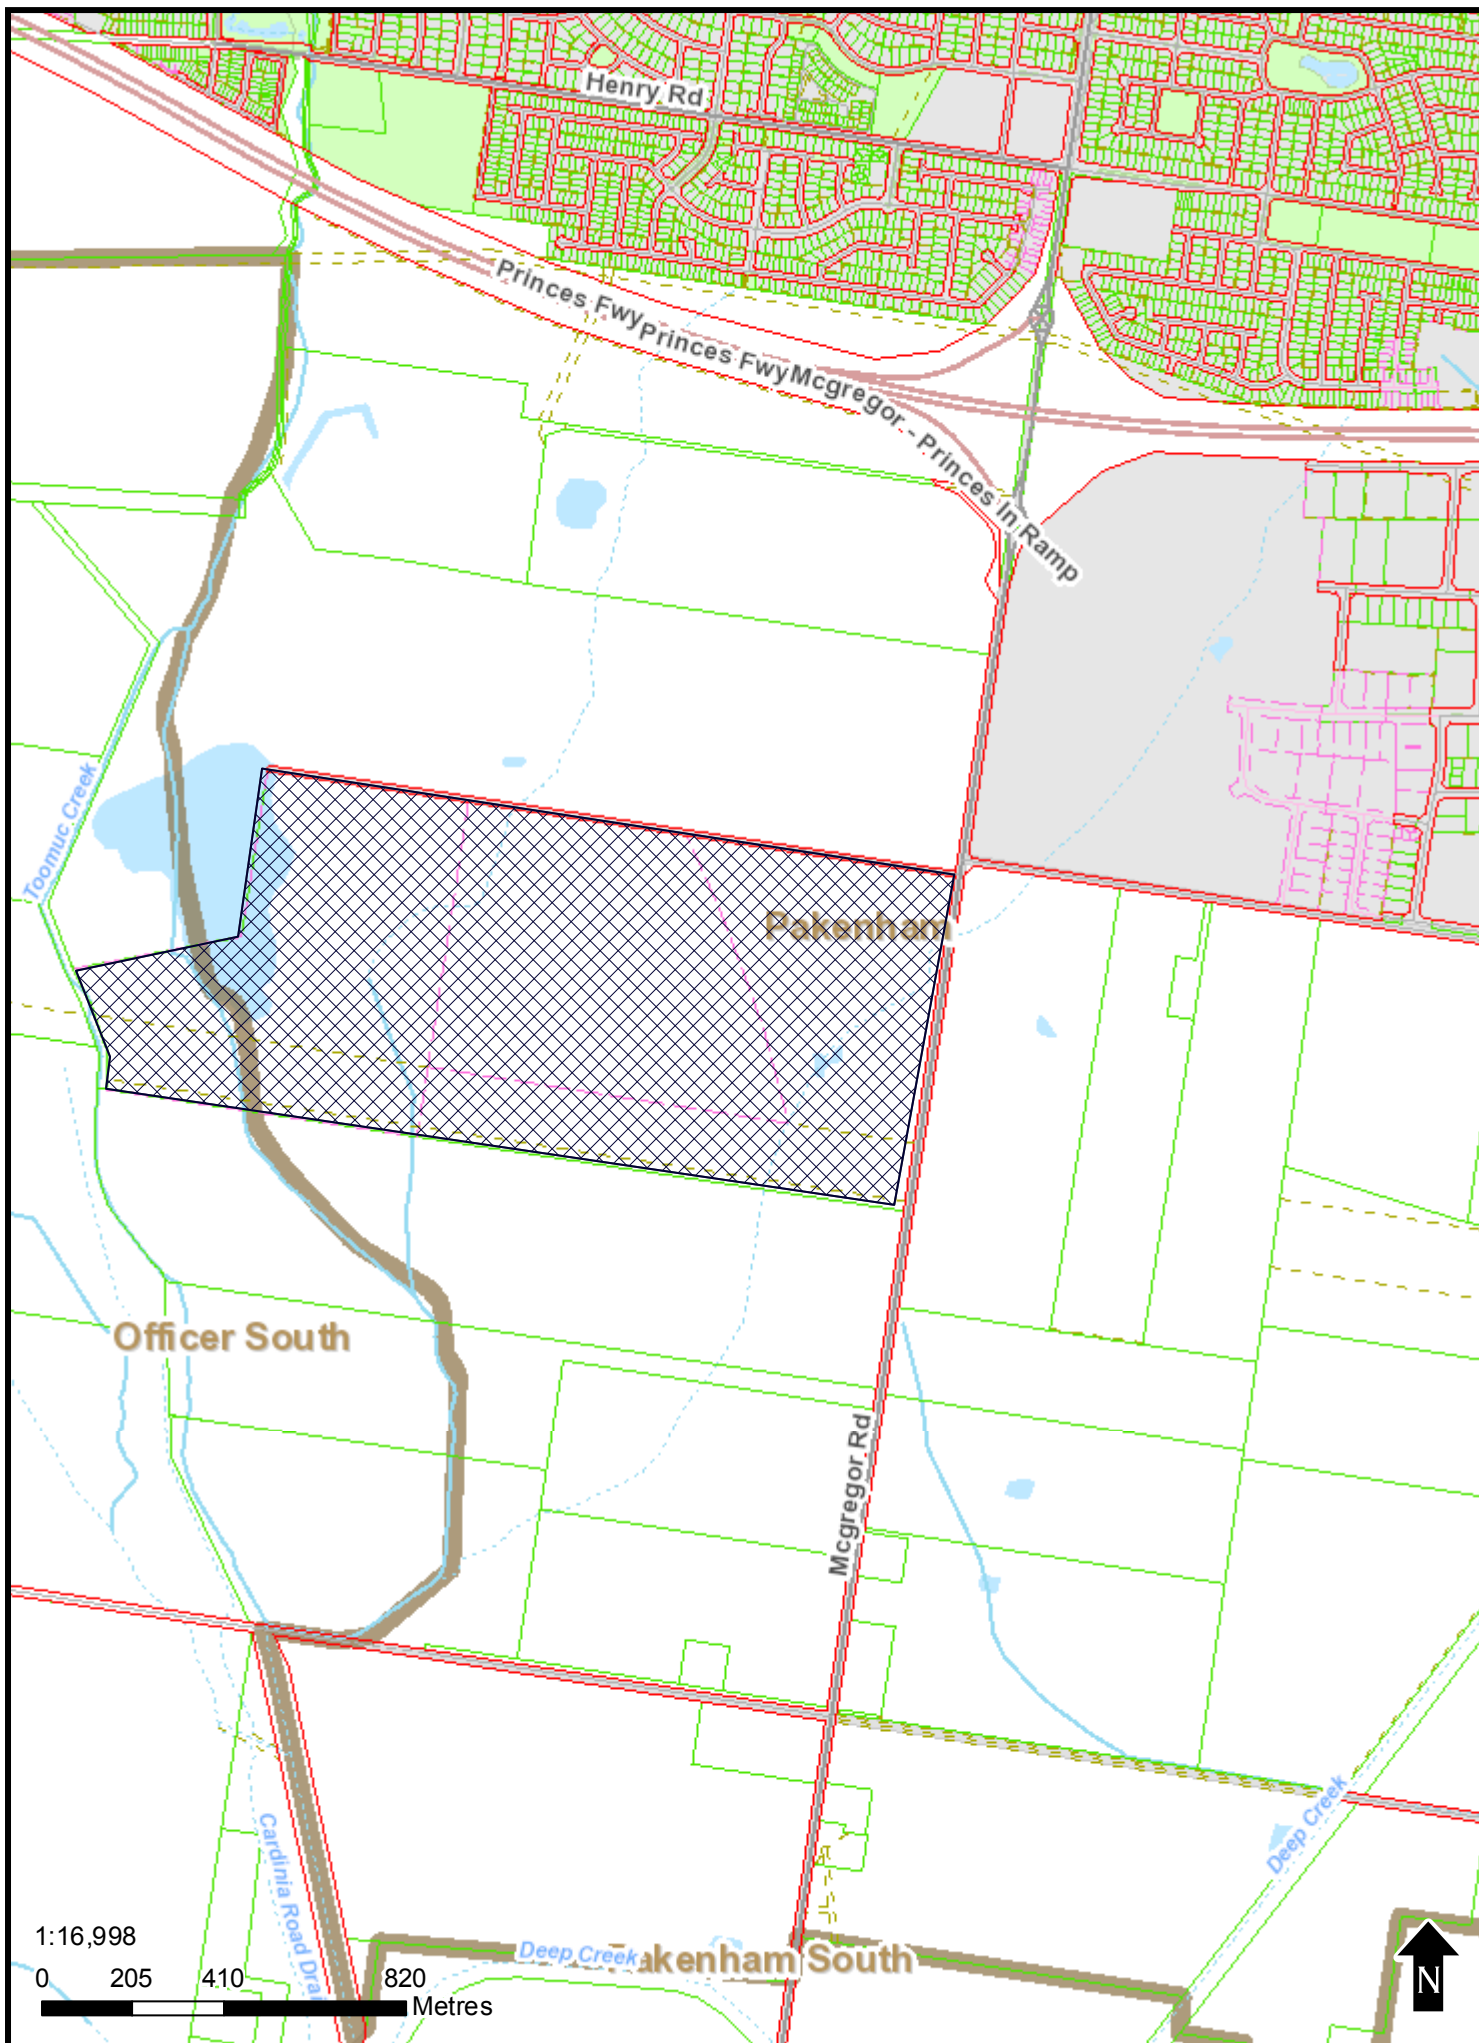 Henry Rd
Princes Fwy
Princes Fwy
Mcgregor - Princes In Ramp
Toomuc Creek
Pakenham
Officer South
Mcgregor Rd
Deep Creek
Cardinia Road Drai
Deep Creek
akenham South
1:16,998
0 205 410 820
Metres
N